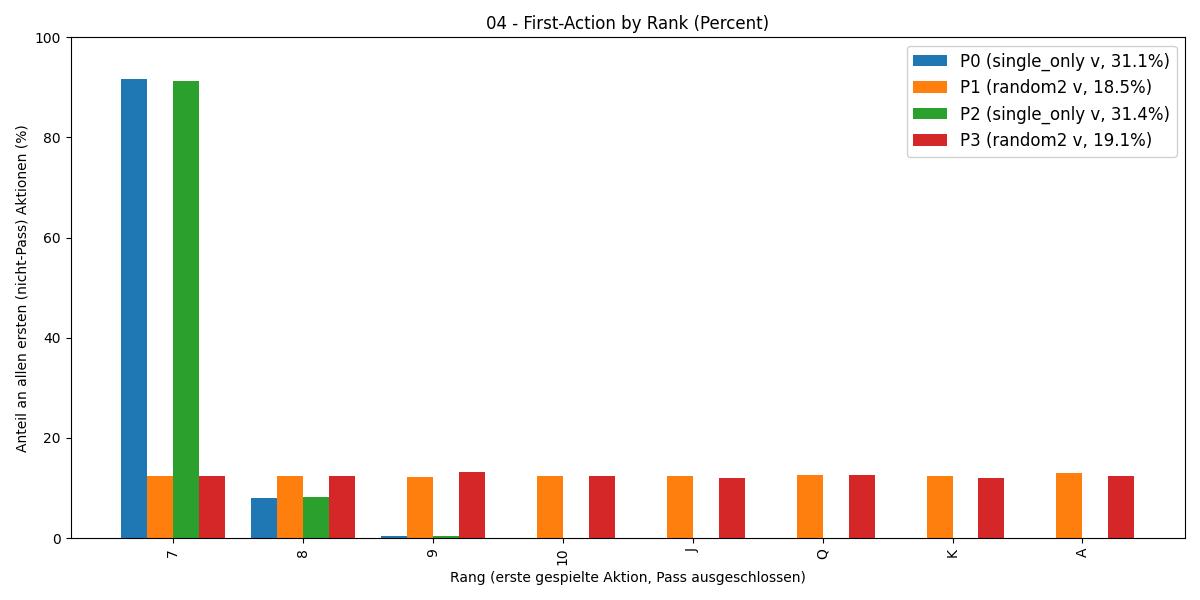 04 - First-Action by Rank (Percent)
P0 (single_only v, 31.1%)
P1 (random2 v, 18.5%)
P2 (single_only v, 31.4%)
P3 (random2 v, 19.1%)
Anteil an allen ersten (nicht-Pass) Aktionen (%)
100
80
60
40
20
0
7 8 9 10 J Q K A
Rang (erste gespielte Aktion, Pass ausgeschlossen)